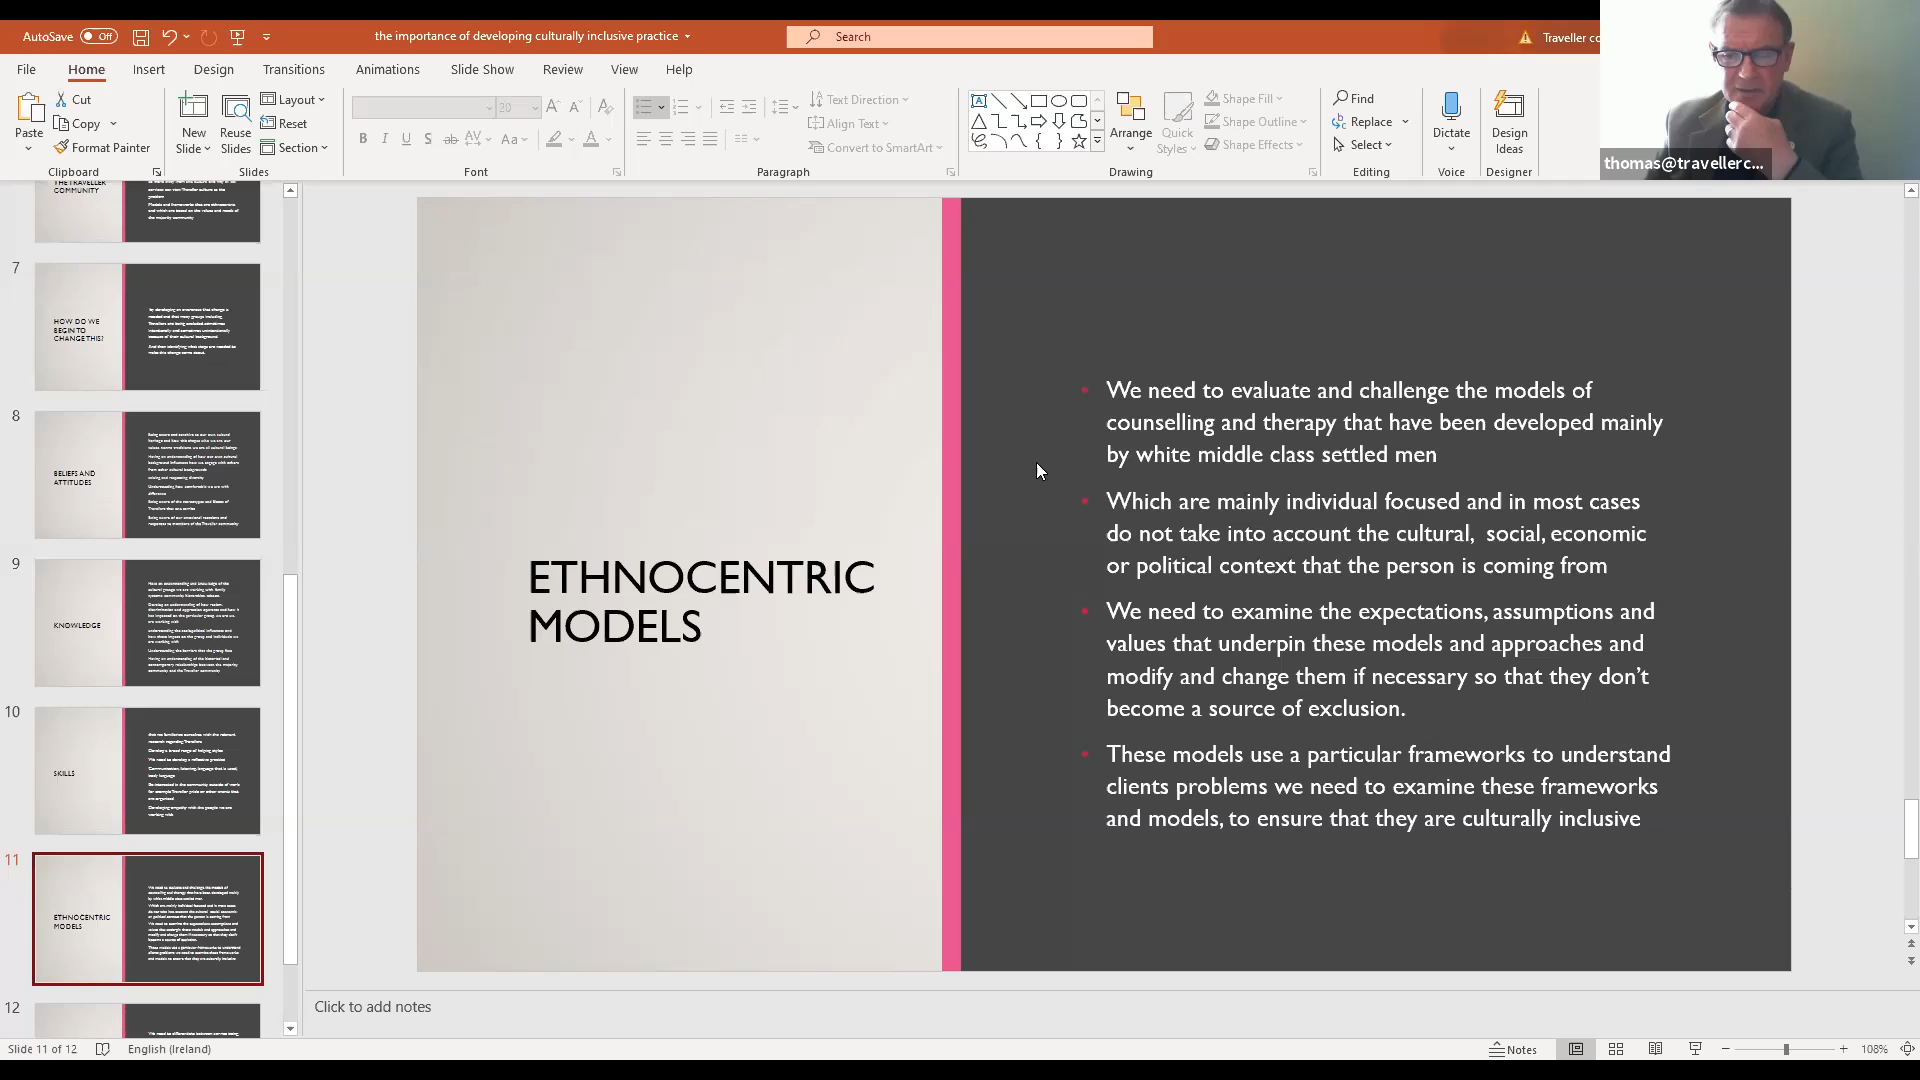 AutoSave Off
the importance of developing culturally inclusive practice
Search
Traveller co
File Home Insert Design Transitions Animations Slide Show Review View Help
Paste
Cut
Copy
Format Painter
Clipboard
New Slide
Reuse Slides
Layout
Reset
Section
Slides
20
Font
Text Direction
Align Text
Convert to SmartArt
Paragraph
Arrange
Quick Styles
Shape Fill
Shape Outline
Shape Effects
Drawing
Find
Replace
Select
Editing
Dictate
Voice
Design Ideas
Designer
thomas@travellerc...
THE TRAVELLER
COMMUNITY
7
HOW DO WE
BEGIN TO
CHANGE THIS?
8
BELIEFS AND
ATTITUDES
9
KNOWLEDGE
10
SKILLS
11
ETHNOCENTRIC
MODELS
12
ETHNOCENTRIC
MODELS
• We need to evaluate and challenge the models of
counselling and therapy that have been developed mainly
by white middle class settled men
• Which are mainly individual focused and in most cases
do not take into account the cultural, social, economic
or political context that the person is coming from
• We need to examine the expectations, assumptions and
values that underpin these models and approaches and
modify and change them if necessary so that they don't
become a source of exclusion.
• These models use a particular frameworks to understand
clients problems we need to examine these frameworks
and models, to ensure that they are culturally inclusive
Click to add notes
Slide 11 of 12
English (Ireland)
Notes
108%